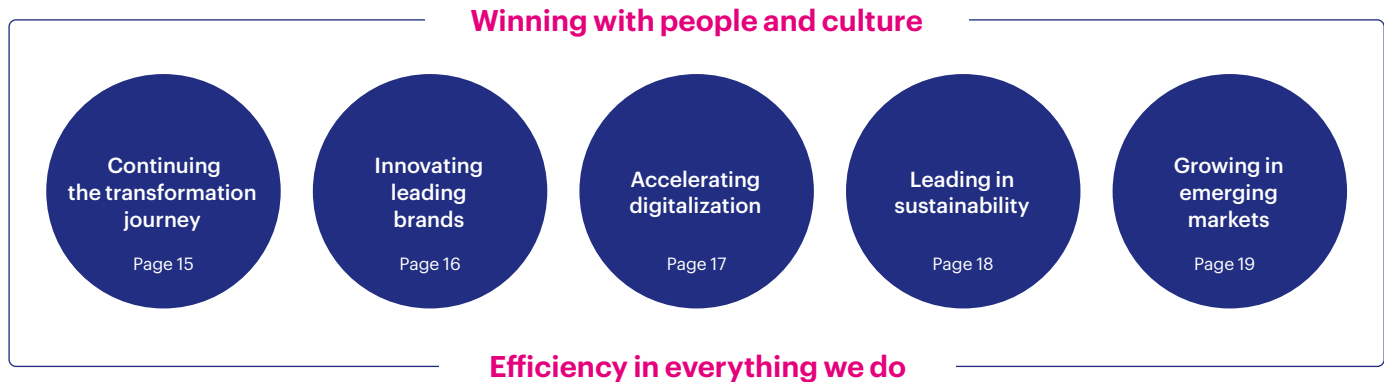 Winning with people and culture
Continuing
the transformation
journey
Page 15
Innovating
leading
brands
Page 16
Accelerating
digitalization
Page 17
Leading in
sustainability
Page 18
Growing in
emerging
markets
Page 19
Efficiency in everything we do